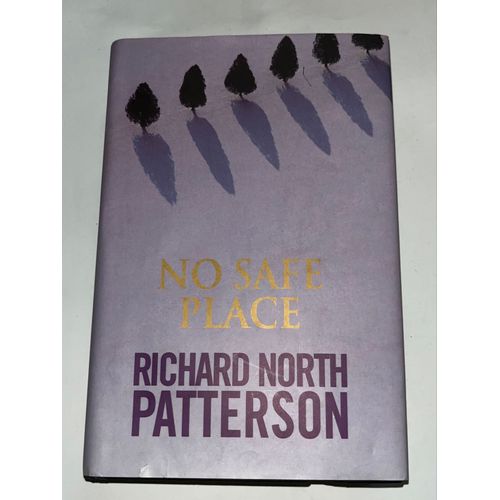 NO SAFE
PLACE
RICHARD NORTH
PATTERSON